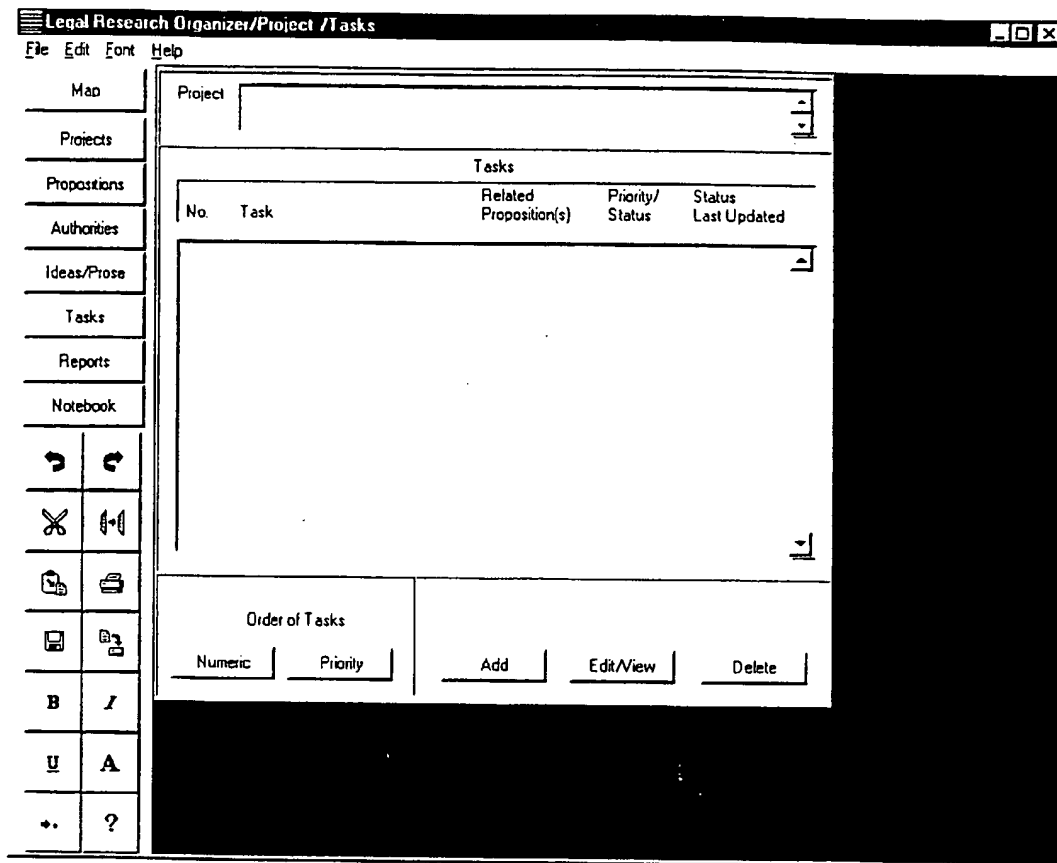 Legal Research Organizer/Project /Tasks
File Edit Font Help
Map
Projects
Propositions
Authorities
Ideas/Prose
Tasks
Reports
Notebook
B I
U A
?
Project
Tasks
No. Task Related Proposition(s) Priority/ Status Status Last Updated
Order of Tasks
Numeric Priority Add Edit/View Delete